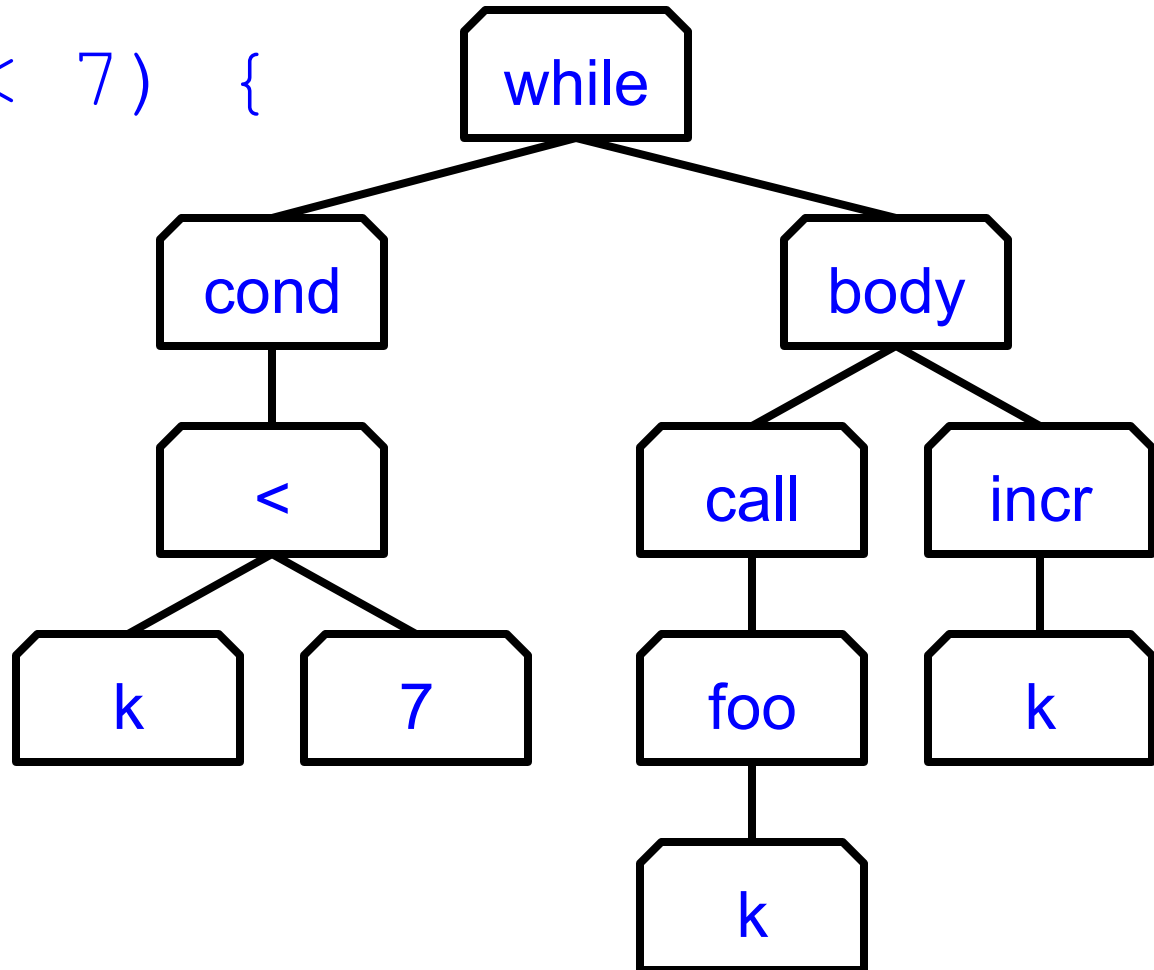 < 7) {
while
cond body
< call incr
k 7 foo k
k